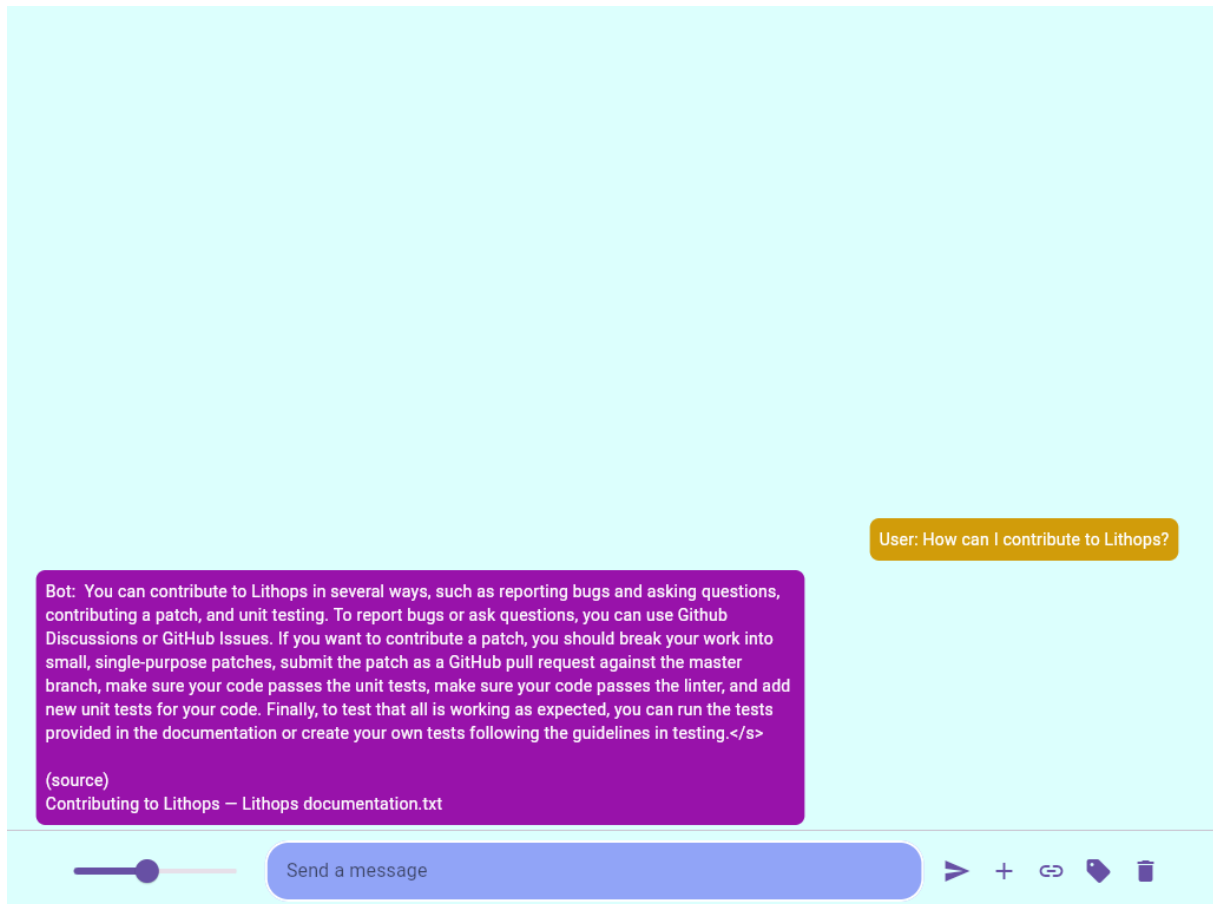 User: How can I contribute to Lithops?
Bot:  You can contribute to Lithops in several ways, such as reporting bugs and asking questions,
contributing a patch, and unit testing. To report bugs or ask questions, you can use Github
Discussions or GitHub Issues. If you want to contribute a patch, you should break your work into
small, single-purpose patches, submit the patch as a GitHub pull request against the master
branch, make sure your code passes the unit tests, make sure your code passes the linter, and add
new unit tests for your code. Finally, to test that all is working as expected, you can run the tests
provided in the documentation or create your own tests following the guidelines in testing.</s>
(source)
Contributing to Lithops — Lithops documentation.txt
Send a message